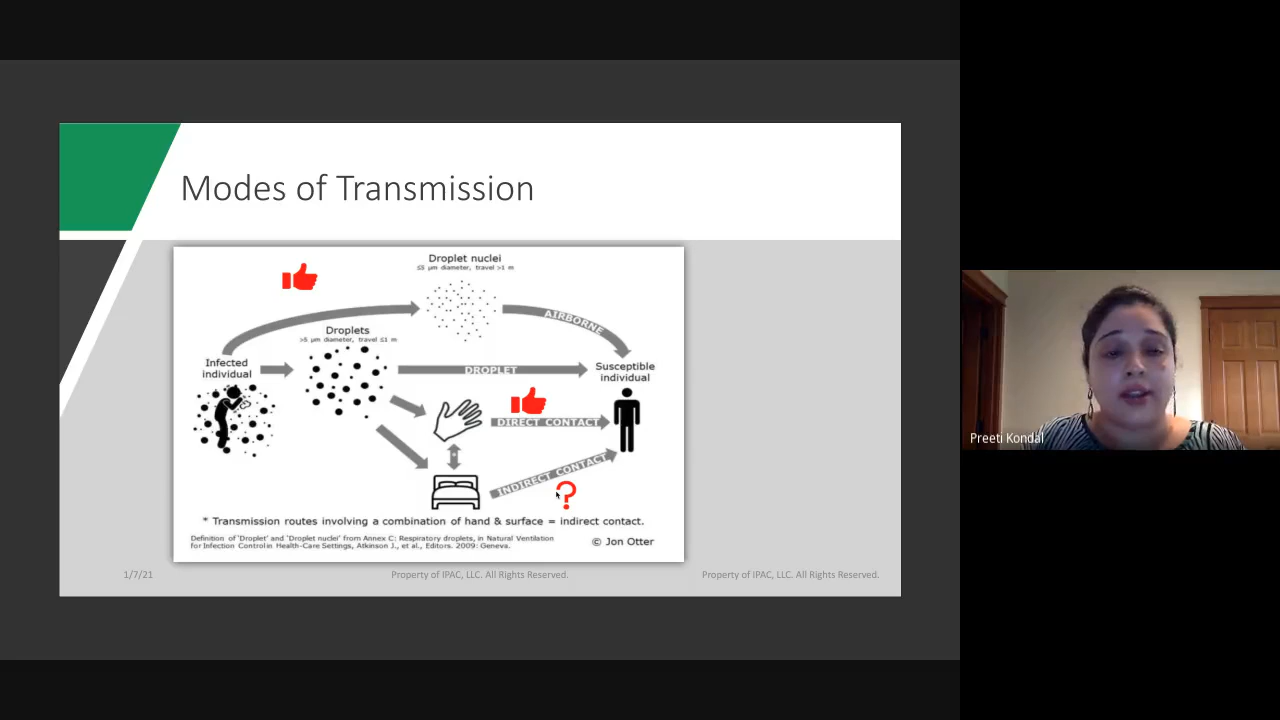 Modes of Transmission
Droplet nuclei
≤5 µm diameter, travel >1 m
AIRBORNE
Droplets
>5 µm diameter, travel ≤1 m
Infected
individual
DROPLET
Susceptible
individual
DIRECT CONTACT
INDIRECT CONTACT
?
* Transmission routes involving a combination of hand & surface = indirect contact.
Definition of 'Droplet' and 'Droplet nuclei' from Annex C: Respiratory droplets, in Natural Ventilation
for Infection Control in Health-Care Settings, Atkinson J., et al., Editors. 2009: Geneva.
© Jon Otter
1/7/21
Property of IPAC, LLC. All Rights Reserved.
Property of IPAC, LLC. All Rights Reserved.
Preeti Kondal